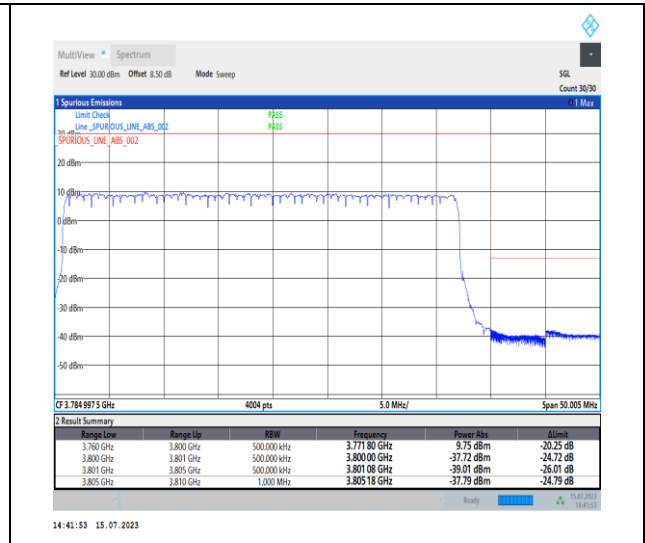 MultiView Spectrum
Ref Level 30.00 dBm Offset 8.50 dB Mode Sweep SGL
Count 30/30
1 Spurious Emissions 1 Max
Limit Check PASS
Line _SPURIOUS_LINE_ABS_002 PASS
SPURIOUS_LINE_ABS_002
20 dBm
10 dBm
0 dBm
-10 dBm
-20 dBm
-30 dBm
-40 dBm
-50 dBm
CF 3.784 997 5 GHz 4004 pts 5.0 MHz/ Span 50.005 MHz
2 Result Summary
Range Low Range Up RBW Frequency Power Abs ΔLimit
3.760 GHz 3.800 GHz 500.000 kHz 3.771 80 GHz 9.75 dBm -20.25 dB
3.800 GHz 3.801 GHz 500.000 kHz 3.800 00 GHz -37.72 dBm -24.72 dB
3.801 GHz 3.805 GHz 500.000 kHz 3.801 08 GHz -39.01 dBm -26.01 dB
3.805 GHz 3.810 GHz 1.000 MHz 3.805 18 GHz -37.79 dBm -24.79 dB
Ready 15.07.2023
14:41:53
14:41:53 15.07.2023